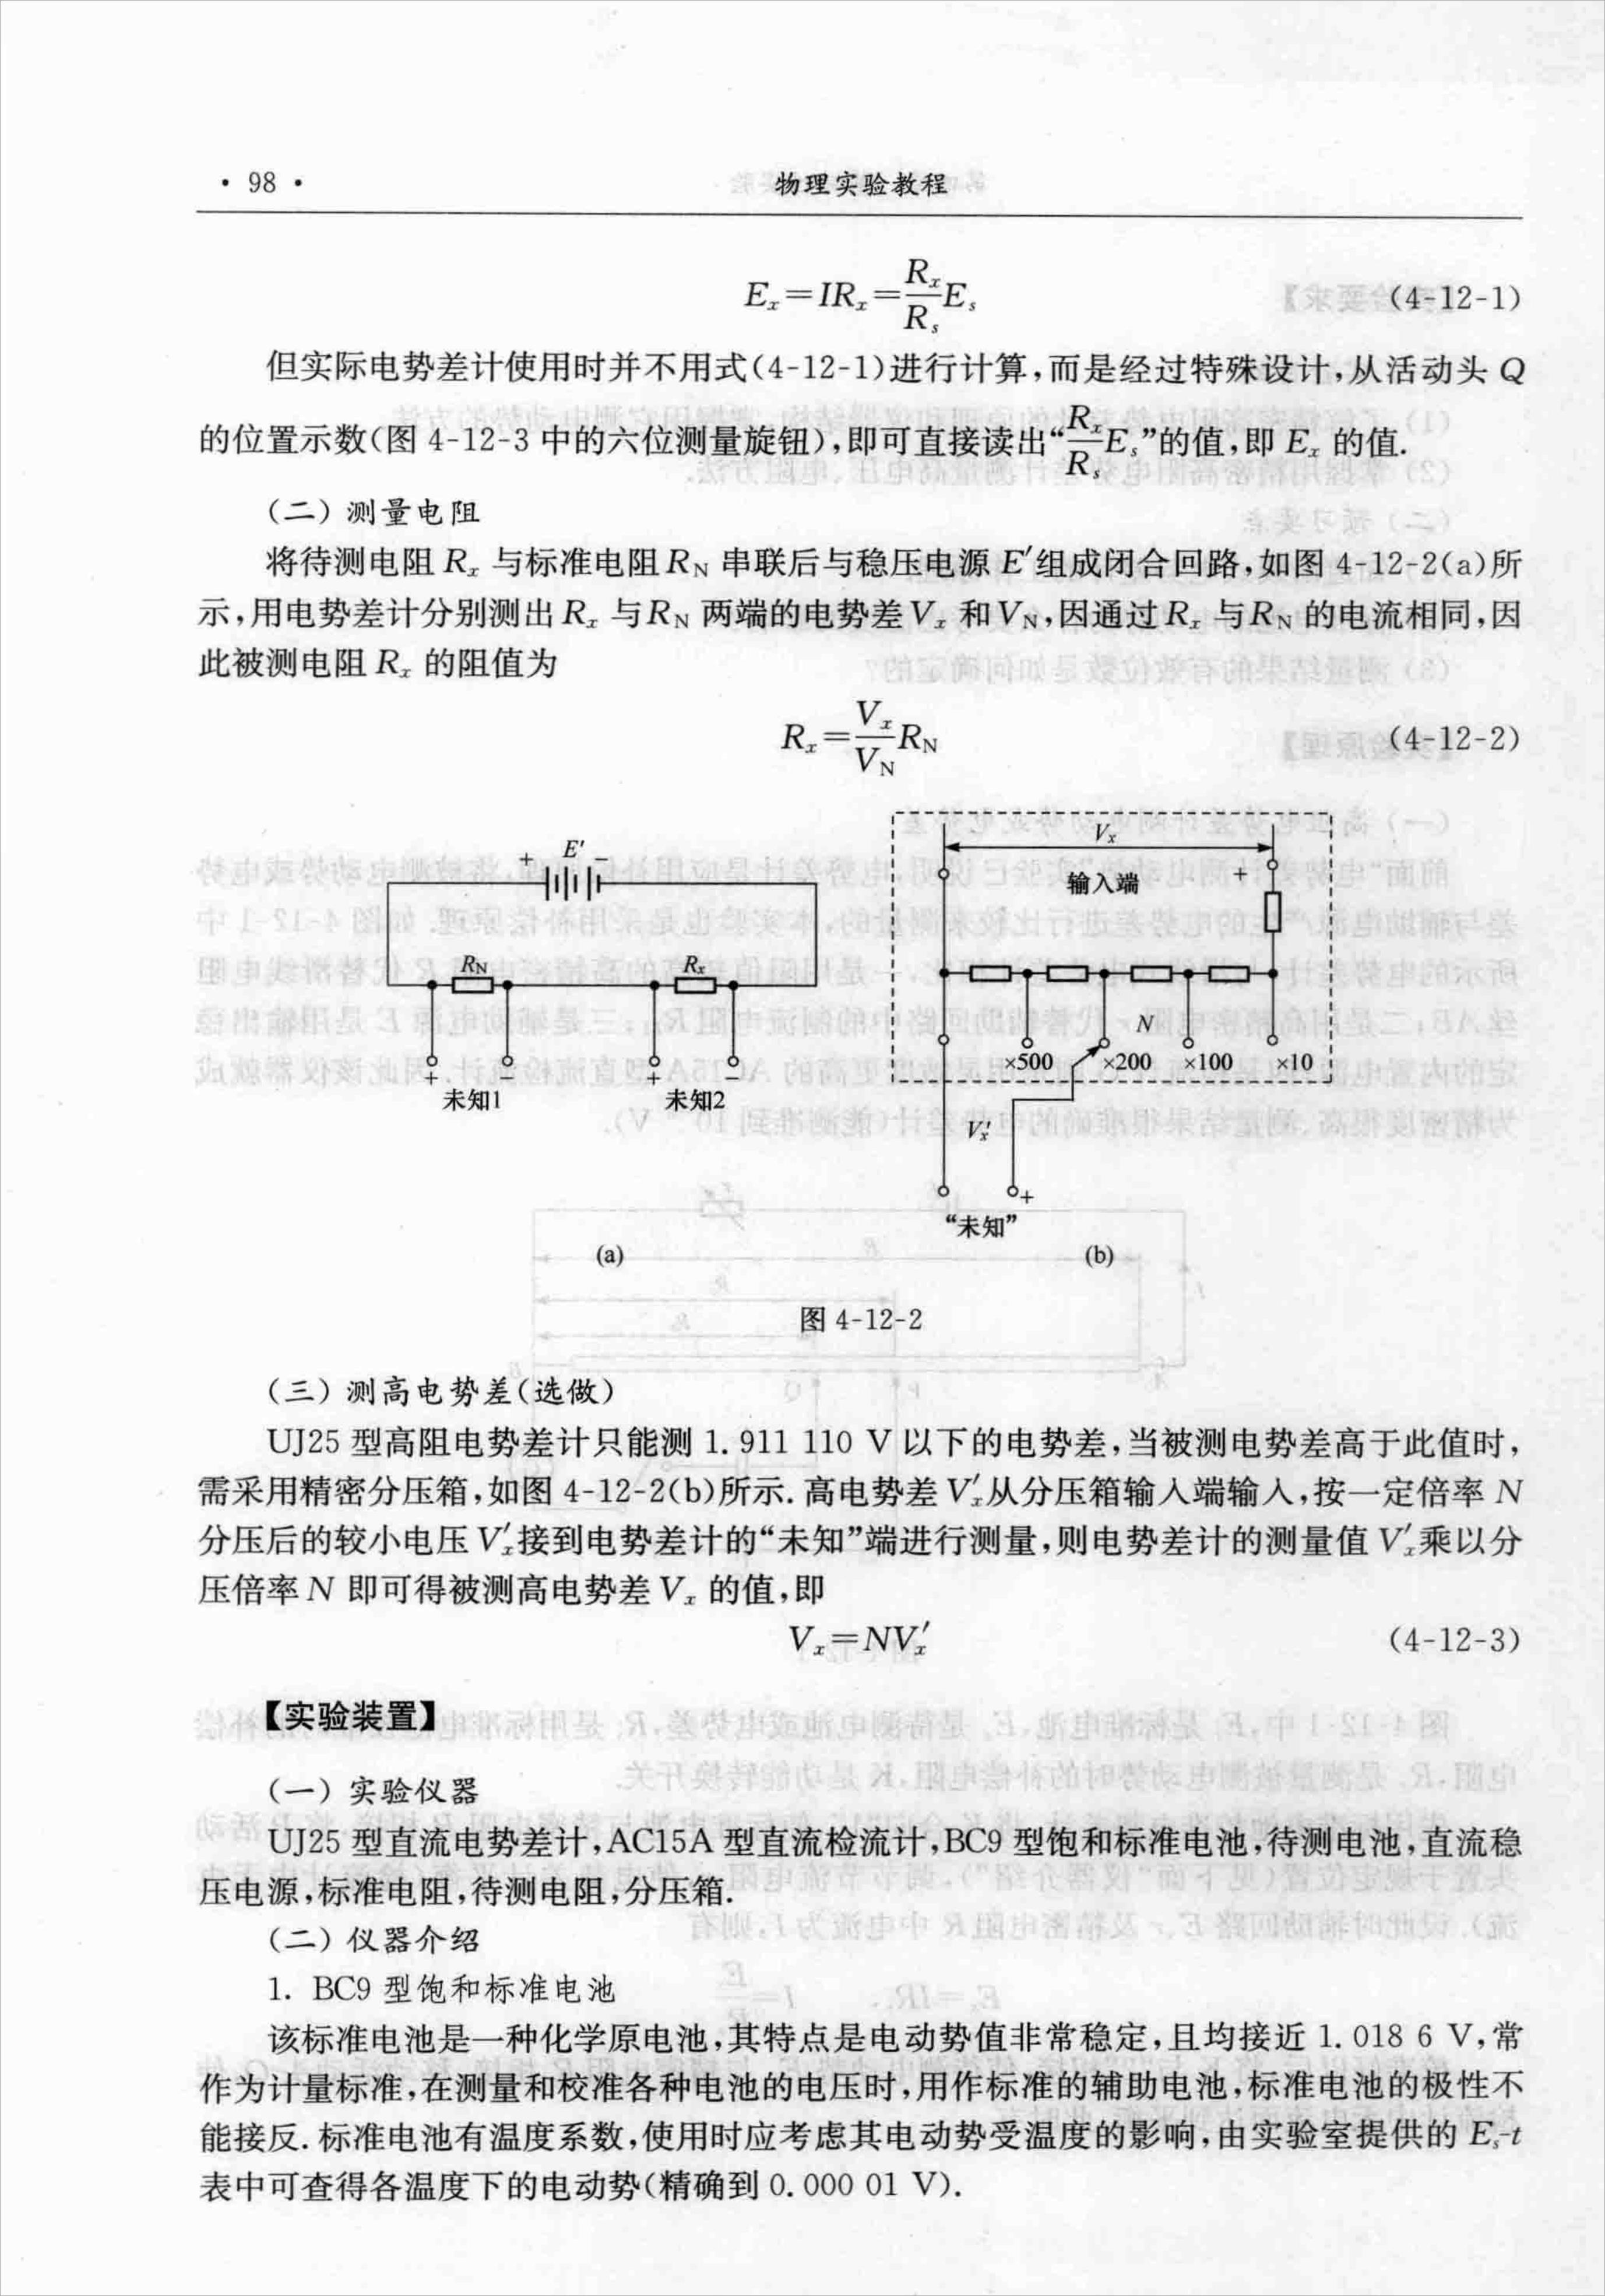 · 98 ·
物理实验教程
E_x=IR_x=\frac{R_x}{R_s}E_s (4-12-1)
但实际电势差计使用时并不用式(4-12-1)进行计算,而是经过特殊设计,从活动头 Q
的位置示数(图 4-12-3 中的六位测量旋钮),即可直接读出“\frac{R_x}{R_s}E_s”的值,即 E_x 的值.
(二) 测量电阻
将待测电阻 R_x 与标准电阻 R_N 串联后与稳压电源 E′组成闭合回路,如图 4-12-2(a)所
示,用电势差计分别测出 R_x 与 R_N 两端的电势差 V_x 和 V_N,因通过 R_x 与 R_N 的电流相同,因
此被测电阻 R_x 的阻值为
R_x=\frac{V_x}{V_N}R_N (4-12-2)
+ E′ −
R_N R_x
+ − + −
未知1 未知2
(a)
V_x
输入端 +
N
×500 ×200 ×100 ×10
V_x′
+
“未知”
(b)
图 4-12-2
(三) 测高电势差(选做)
UJ25 型高阻电势差计只能测 1.911 110 V 以下的电势差,当被测电势差高于此值时,
需采用精密分压箱,如图 4-12-2(b)所示. 高电势差 V_x′从分压箱输入端输入,按一定倍率 N
分压后的较小电压 V_x′接到电势差计的“未知”端进行测量,则电势差计的测量值 V_x′乘以分
压倍率 N 即可得被测高电势差 V_x 的值,即
V_x=NV_x′ (4-12-3)
【实验装置】
(一) 实验仪器
UJ25 型直流电势差计,AC15A 型直流检流计,BC9 型饱和标准电池,待测电池,直流稳
压电源,标准电阻,待测电阻,分压箱.
(二) 仪器介绍
1. BC9 型饱和标准电池
该标准电池是一种化学原电池,其特点是电动势值非常稳定,且均接近 1.018 6 V,常
作为计量标准,在测量和校准各种电池的电压时,用作标准的辅助电池,标准电池的极性不
能接反. 标准电池有温度系数,使用时应考虑其电动势受温度的影响,由实验室提供的 E_s-t
表中可查得各温度下的电动势(精确到 0.000 01 V).